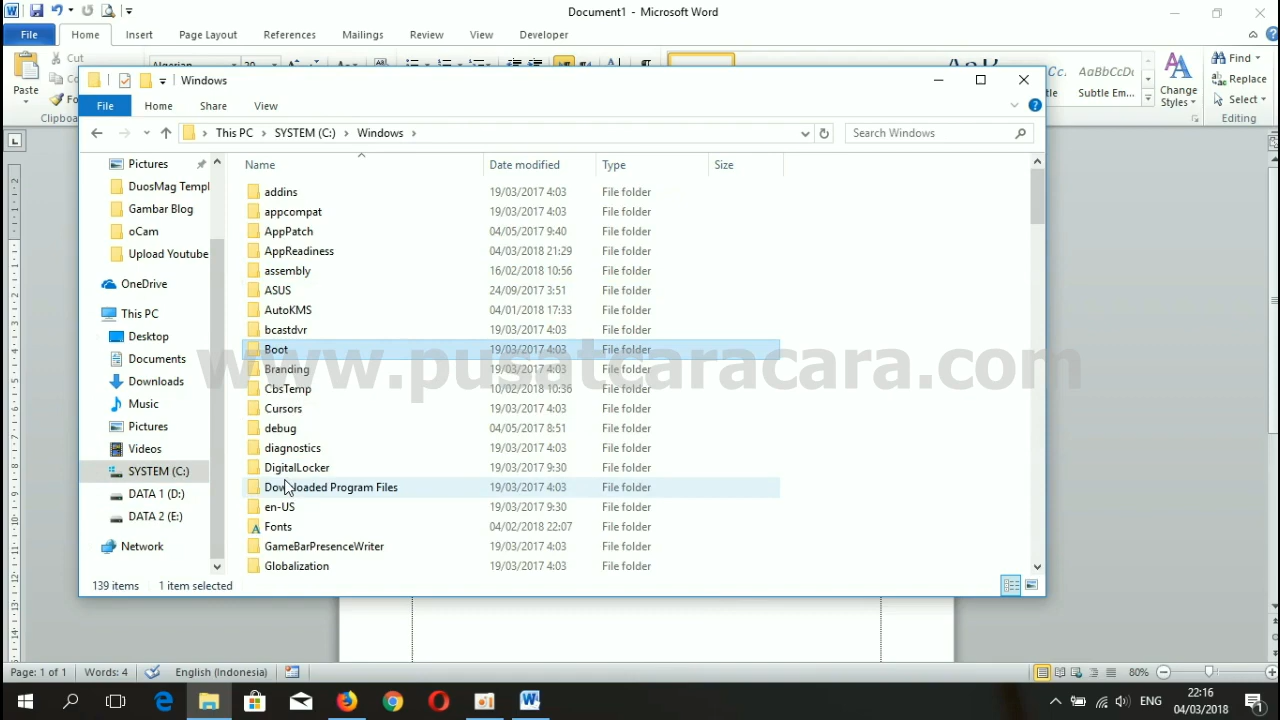 Document1 - Microsoft Word
File Home Insert Page Layout References Mailings Review View Developer
Cut
Paste
Clipboa
Find
Replace
Select
Editing
Change
Styles
AaBbCcDc
Subtle Em...
Windows
File Home Share View
This PC SYSTEM (C:) Windows
Search Windows
Name Date modified Type Size
Pictures
DuosMag Templ
Gambar Blog
oCam
Upload Youtube
OneDrive
This PC
Desktop
Documents
Downloads
Music
Pictures
Videos
SYSTEM (C:)
DATA 1 (D:)
DATA 2 (E:)
Network
addins 19/03/2017 4:03 File folder
appcompat 19/03/2017 4:03 File folder
AppPatch 04/05/2017 9:40 File folder
AppReadiness 04/03/2018 21:29 File folder
assembly 16/02/2018 10:56 File folder
ASUS 24/09/2017 3:51 File folder
AutoKMS 04/01/2018 17:33 File folder
bcastdvr 19/03/2017 4:03 File folder
Boot 19/03/2017 4:03 File folder
Branding 19/03/2017 4:03 File folder
CbsTemp 10/02/2018 10:36 File folder
Cursors 19/03/2017 4:03 File folder
debug 04/05/2017 8:51 File folder
diagnostics 19/03/2017 4:03 File folder
DigitalLocker 19/03/2017 9:30 File folder
Downloaded Program Files 19/03/2017 4:03 File folder
en-US 19/03/2017 9:30 File folder
Fonts 04/02/2018 22:07 File folder
GameBarPresenceWriter 19/03/2017 4:03 File folder
Globalization 19/03/2017 4:03 File folder
www.pusatcaracara.com
139 items 1 item selected
Page: 1 of 1 Words: 4 English (Indonesia) 80%
ENG
22:16
04/03/2018